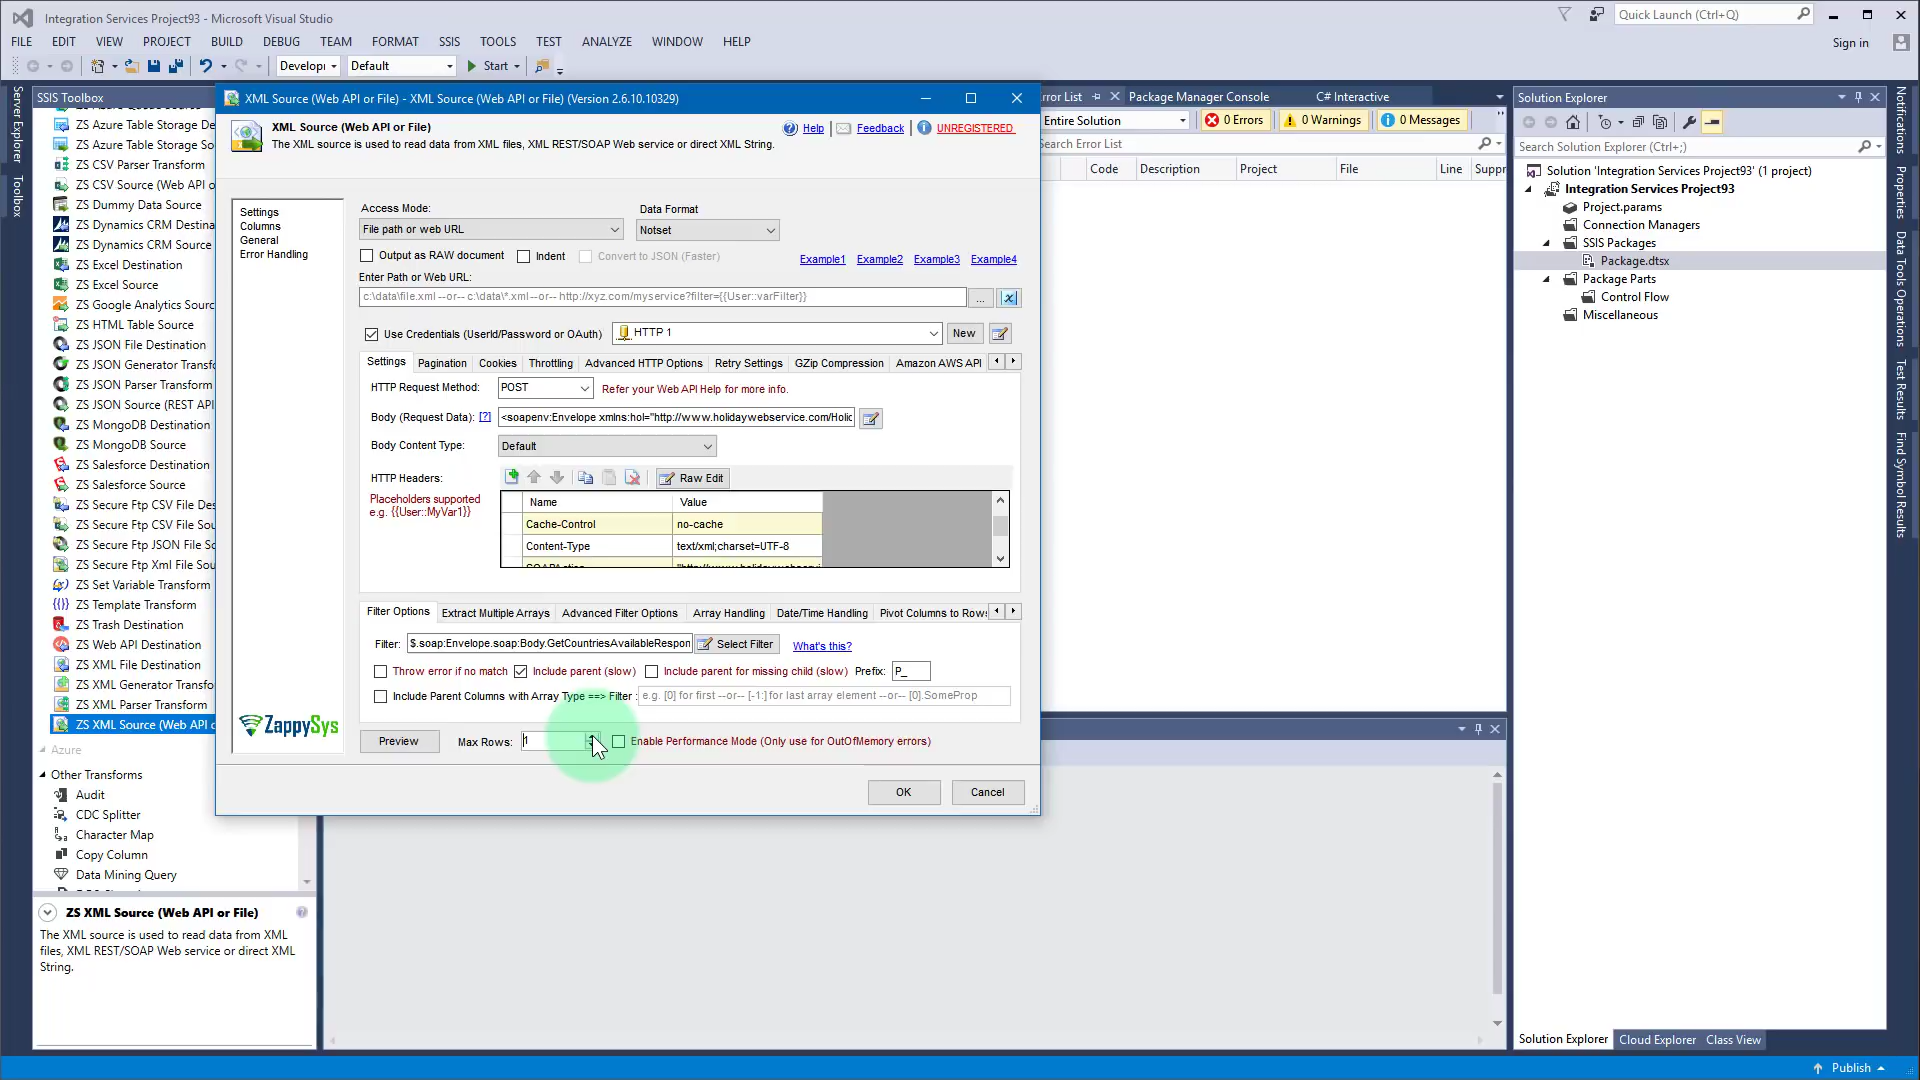 Integration Services Project93 - Microsoft Visual Studio
Quick Launch (Ctrl+Q)
FILE EDIT VIEW PROJECT BUILD DEBUG TEAM FORMAT SSIS TOOLS TEST ANALYZE WINDOW HELP
Sign in
Develop Default Start
Server Explorer
Toolbox
SSIS Toolbox
ZS Azure Table Storage De
ZS Azure Table Storage So
ZS CSV Parser Transform
ZS CSV Source (Web API o
ZS Dummy Data Source
ZS Dynamics CRM Destina
ZS Dynamics CRM Source
ZS Excel Destination
ZS Excel Source
ZS Google Analytics Sourc
ZS HTML Table Source
ZS JSON File Destination
ZS JSON Generator Transf
ZS JSON Parser Transform
ZS JSON Source (REST API
ZS MongoDB Destination
ZS MongoDB Source
ZS Salesforce Destination
ZS Salesforce Source
ZS Secure Ftp CSV File Des
ZS Secure Ftp CSV File Sou
ZS Secure Ftp JSON File Sc
ZS Secure Ftp Xml File Sou
ZS Set Variable Transform
ZS Template Transform
ZS Trash Destination
ZS Web API Destination
ZS XML File Destination
ZS XML Generator Transfo
ZS XML Parser Transform
ZS XML Source (Web API o
Azure
Other Transforms
Audit
CDC Splitter
Character Map
Copy Column
Data Mining Query
ZS XML Source (Web API or File)
The XML source is used to read data from XML
files, XML REST/SOAP Web service or direct XML
String.
XML Source (Web API or File) - XML Source (Web API or File) (Version 2.6.10.10329)
XML Source (Web API or File)
The XML source is used to read data from XML files, XML REST/SOAP Web service or direct XML String.
Help Feedback UNREGISTERED
Settings
Columns
General
Error Handling
ZappySys
Access Mode: Data Format
File path or web URL Notset
Output as RAW document Indent Convert to JSON (Faster) Example1 Example2 Example3 Example4
Enter Path or Web URL:
c:\data\file.xml --or-- c:\data\*.xml--or-- http://xyz.com/myservice?filter={{User::varFilter}} ...
Use Credentials (UserId/Password or OAuth) HTTP 1 New
Settings Pagination Cookies Throttling Advanced HTTP Options Retry Settings GZip Compression Amazon AWS API
HTTP Request Method: POST Refer your Web API Help for more info.
Body (Request Data): [?] <soapenv:Envelope xmlns:hol="http://www.holidaywebservice.com/Holic
Body Content Type: Default
HTTP Headers: Raw Edit
Placeholders supported
e.g. {{User::MyVar1}}
Name Value
Cache-Control no-cache
Content-Type text/xml;charset=UTF-8
Filter Options Extract Multiple Arrays Advanced Filter Options Array Handling Date/Time Handling Pivot Columns to Rows
Filter: $.soap:Envelope.soap:Body.GetCountriesAvailableRespon Select Filter What's this?
Throw error if no match Include parent (slow) Include parent for missing child (slow) Prefix: P_
Include Parent Columns with Array Type ==> Filter : e.g. [0] for first --or-- [-1:] for last array element --or-- [0].SomeProp
Preview Max Rows: 1 Enable Performance Mode (Only use for OutOfMemory errors)
OK Cancel
rror List Package Manager Console C# Interactive
Entire Solution 0 Errors 0 Warnings 0 Messages
Search Error List
Code Description Project File Line Suppr
Solution Explorer
Search Solution Explorer (Ctrl+;)
Solution 'Integration Services Project93' (1 project)
Integration Services Project93
Project.params
Connection Managers
SSIS Packages
Package.dtsx
Package Parts
Control Flow
Miscellaneous
Solution Explorer Cloud Explorer Class View
Notifications
Properties
Data Tools Operations
Test Results
Find Symbol Results
Publish